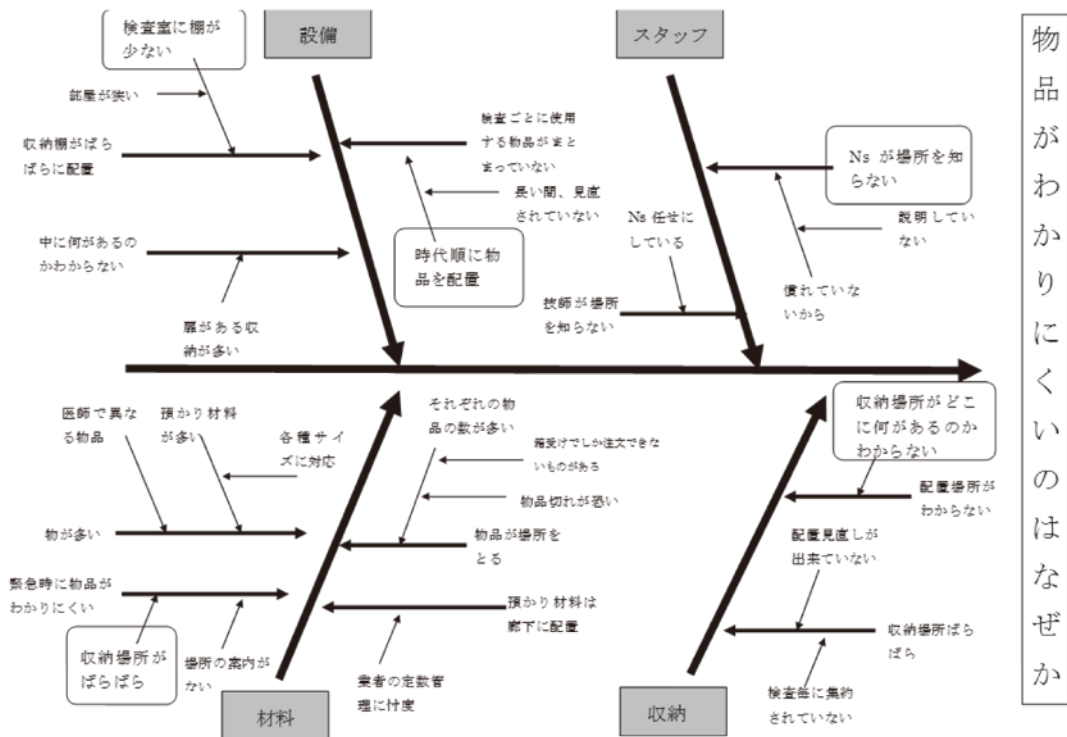 検査室に棚が
少ない
設備
スタッフ
物品がわかりにくいのはなぜか
部屋が狭い
収納棚がばら
ばらに配置
検査ごとに使用
する物品がまと
まっていない
長い間、見直
されていない
時代順に物
品を配置
中に何があるの
かわからない
扉がある収
納が多い
Ns が場所を知
らない
説明してい
ない
慣れていな
いから
Ns 任せに
している
技師が場所
を知らない
医師で異な
る物品
預かり材料
が多い
各種サイ
ズに対応
それぞれの物
品の数が多い
箱受けでしか注文できな
いものがある
物品切れが恐い
物が多い
物品が場所を
とる
緊急時に物品が
わかりにくい
預かり材料は
廊下に配置
収納場所が
ばらばら
場所の案内が
ない
業者の定数管
理に忖度
材料
収納場所がどこ
に何があるのか
わからない
配置場所が
わからない
配置見直しが
出来ていない
収納場所ばら
ばら
検査毎に集約
されていない
収納